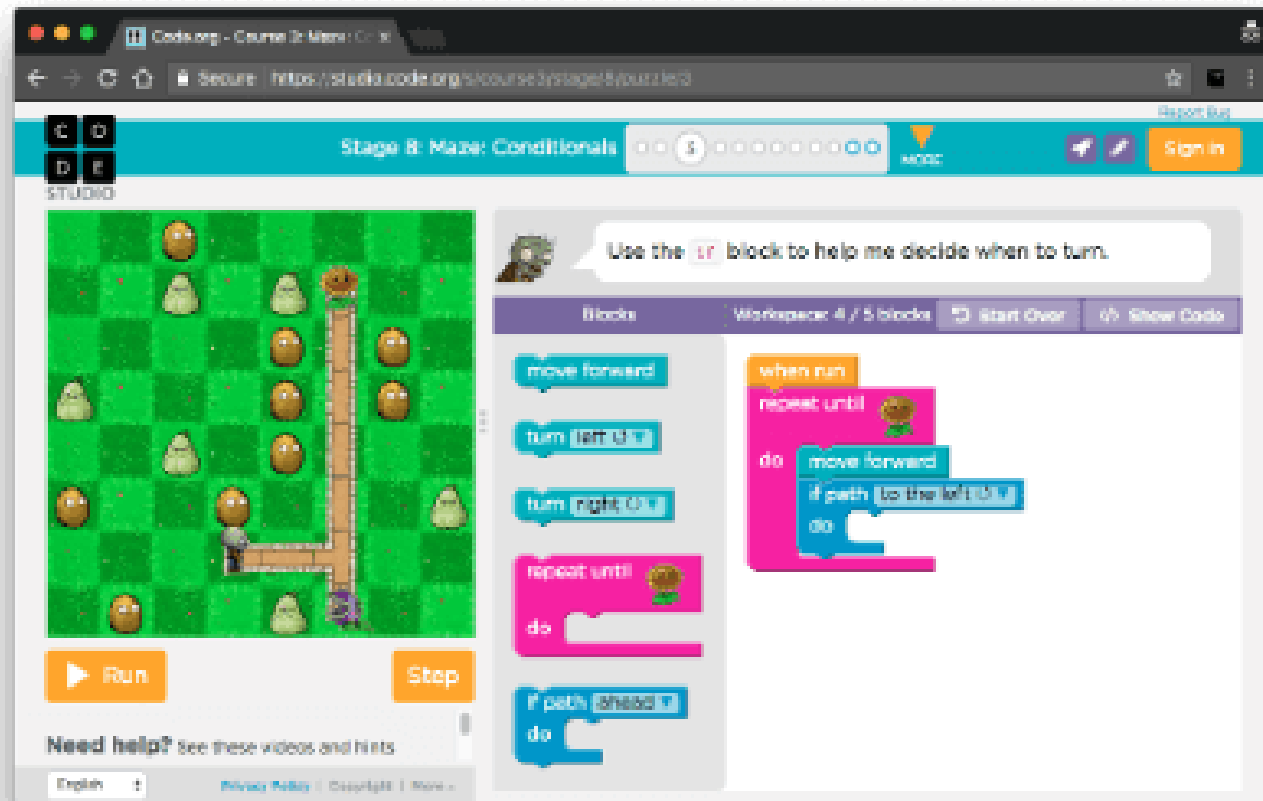 Code.org - Course 3: Maze: Co
Secure https://studio.code.org/s/course3/stage/8/puzzle/3
Report Bug
C O
D E
STUDIO
Stage 8: Maze: Conditionals
MORE
Sign in
Use the if block to help me decide when to turn.
Blocks
Workspace: 4 / 5 blocks
Start Over
Show Code
move forward
turn left
turn right
repeat until
do
if path ahead
do
when run
repeat until
do
move forward
if path to the left
do
Run
Step
Need help? See these videos and hints
English
Privacy Policy | Copyright | More